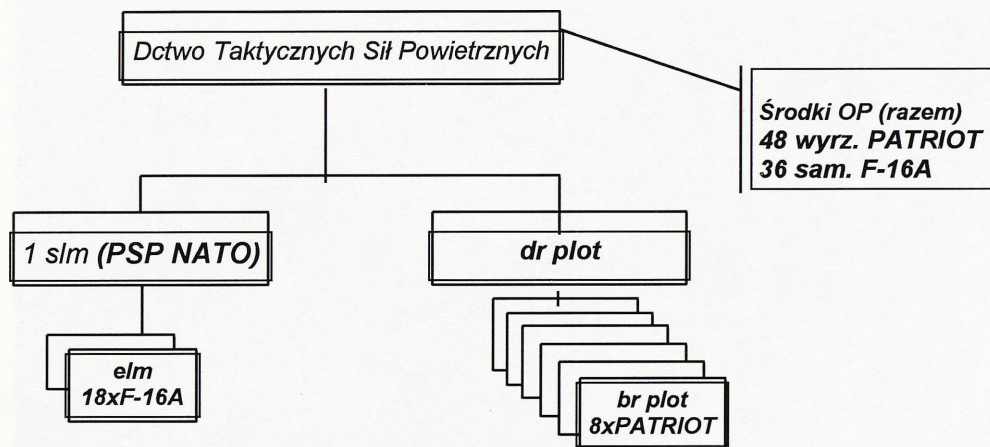 Dctwo Taktycznych Sił Powietrznych
Środki OP (razem)
48 wyrz. PATRIOT
36 sam. F-16A
1 slm (PSP NATO)
dr plot
elm
18xF-16A
br plot
8xPATRIOT